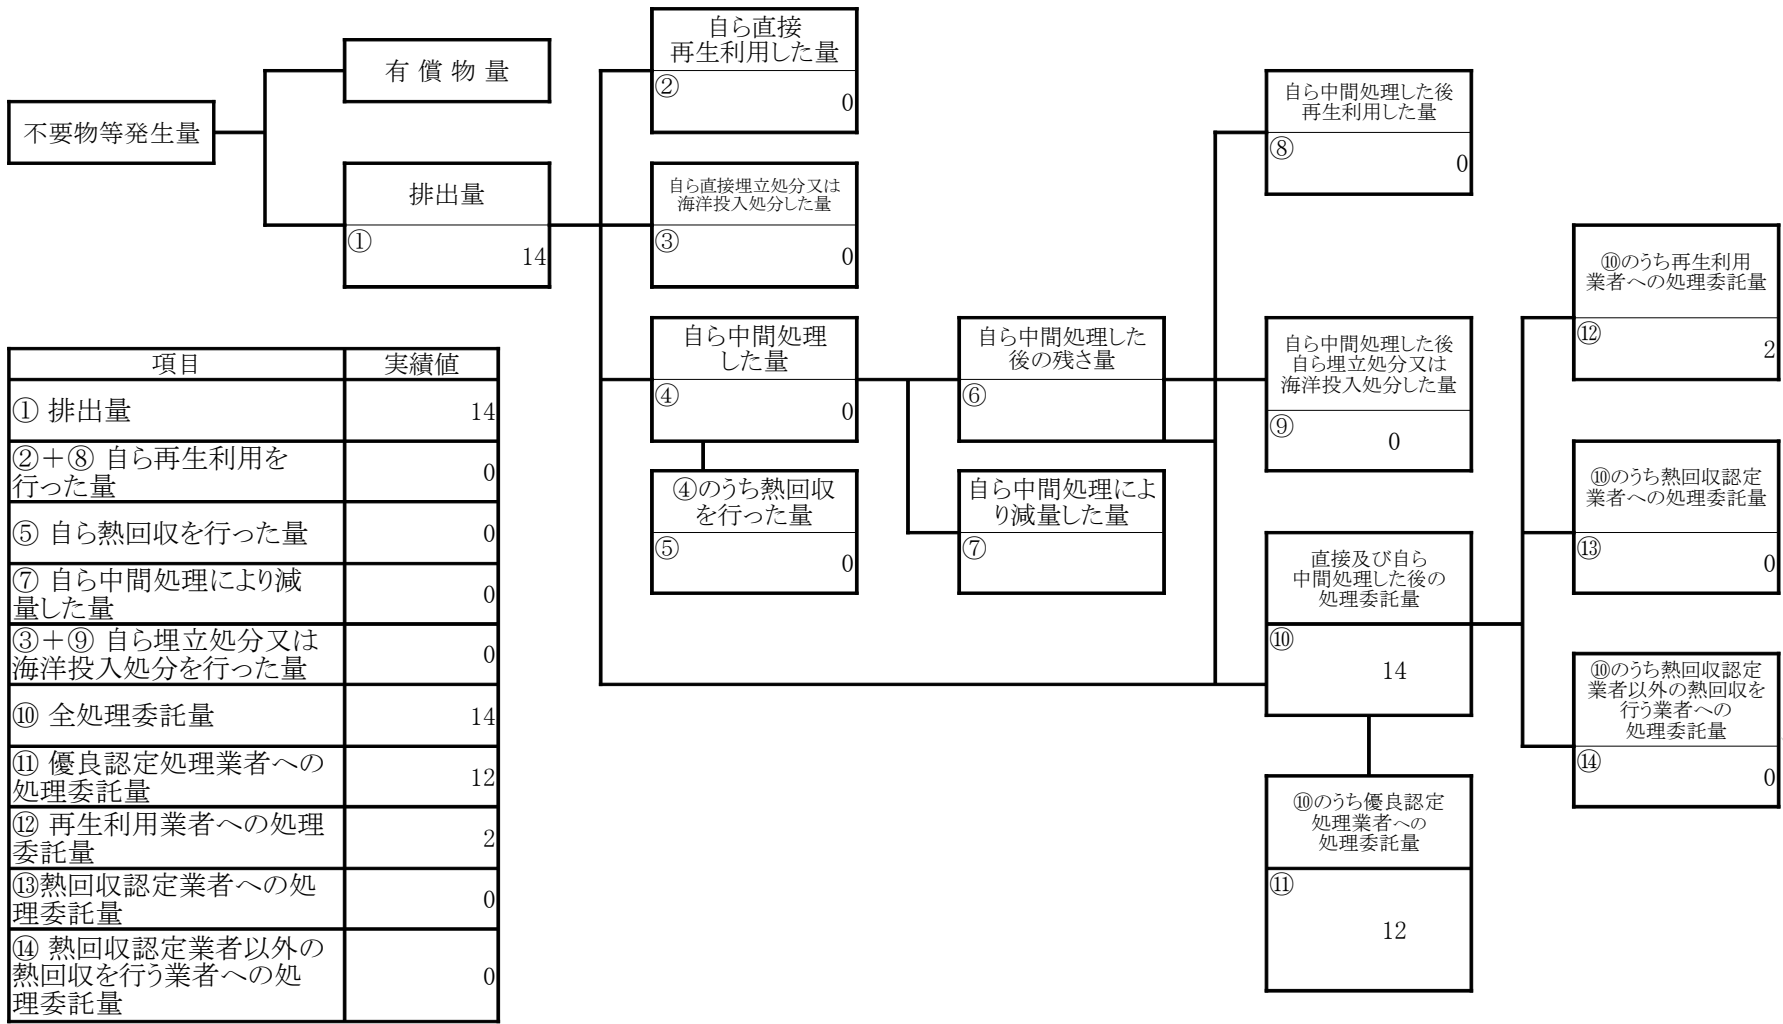 不要物等発生量
有 償 物 量
排出量
①
14
自ら直接
再生利用した量
②
0
自ら直接埋立処分又は
海洋投入処分した量
③
0
自ら中間処理
した量
④
0
④のうち熱回収
を行った量
⑤
0
自ら中間処理した
後の残さ量
⑥
自ら中間処理によ
り減量した量
⑦
自ら中間処理した後
再生利用した量
⑧
0
自ら中間処理した後
自ら埋立処分又は
海洋投入処分した量
⑨
0
直接及び自ら
中間処理した後の
処理委託量
⑩
14
⑩のうち優良認定
処理業者への
処理委託量
⑪
12
⑩のうち再生利用
業者への処理委託量
⑫
2
⑩のうち熱回収認定
業者への処理委託量
⑬
0
⑩のうち熱回収認定
業者以外の熱回収を
行う業者への
処理委託量
⑭
0
項目 実績値
① 排出量 14
②＋⑧ 自ら再生利用を
行った量 0
⑤ 自ら熱回収を行った量 0
⑦ 自ら中間処理により減
量した量 0
③＋⑨ 自ら埋立処分又は
海洋投入処分を行った量 0
⑩ 全処理委託量 14
⑪ 優良認定処理業者への
処理委託量 12
⑫ 再生利用業者への処理
委託量 2
⑬熱回収認定業者への処
理委託量 0
⑭ 熱回収認定業者以外の
熱回収を行う業者への処
理委託量 0